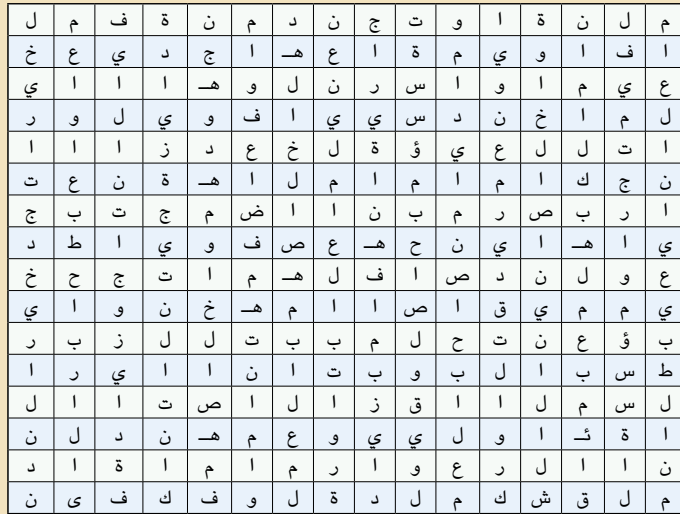 م ل ن ة ا و ت ج ن د م ن ة ف م ل
ا ف ا و ي م ة ا ع هـ ا ج د ي ع خ
ع ي م ا و ا س ر ن ل و هـ ا ا ا ي
ل م ا خ ن د س ي ي ا ف و ي ل و ر
ا ت ل ل ع ي ؤ ة ل خ ع د ز ا ا ا
ن ج ك ا م ا م ا م ل ا هـ ة ن ع ت
ا ر ب ص ر م ب ن ا ا ض م ج ت ب ج
ي ا هـ ا ي ن ح هـ ع ص ف و ي ا ط د
ع و ل ن د ص ا ف ل هـ م ا ت ج ح خ
ي م م ي ق ا ص ا ا م هـ خ ن و ا ي
ب ؤ ع ن ت ح ل م ب ب ت ل ل ز ب ر
ط س ب ا ل ب و ب ت ا ن ا ا ي ر ا
ل س م ل ا ا ق ز ا ل ا ص ت ا ا ل
ا ة ئـ ا و ل ي ي و ع م هـ ن د ل ن
ن ا ا ل ر ع و ا ر م ا م ا ة ا د
م ل ق ش ك م ل د ة ل و ف ك ف ى ن